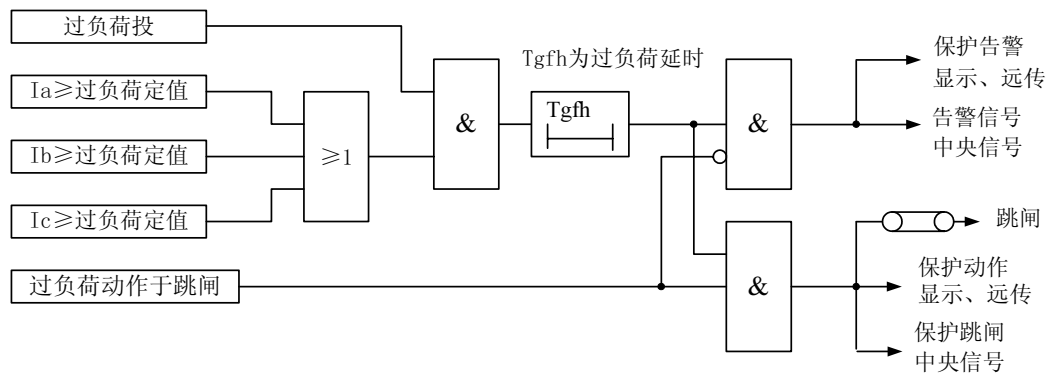 过负荷投
Ia≥过负荷定值
Ib≥过负荷定值
Ic≥过负荷定值
过负荷动作于跳闸
≥1
&
Tgfh为过负荷延时
Tgfh
&
&
保护告警
显示、远传
告警信号
中央信号
跳闸
保护动作
显示、远传
保护跳闸
中央信号